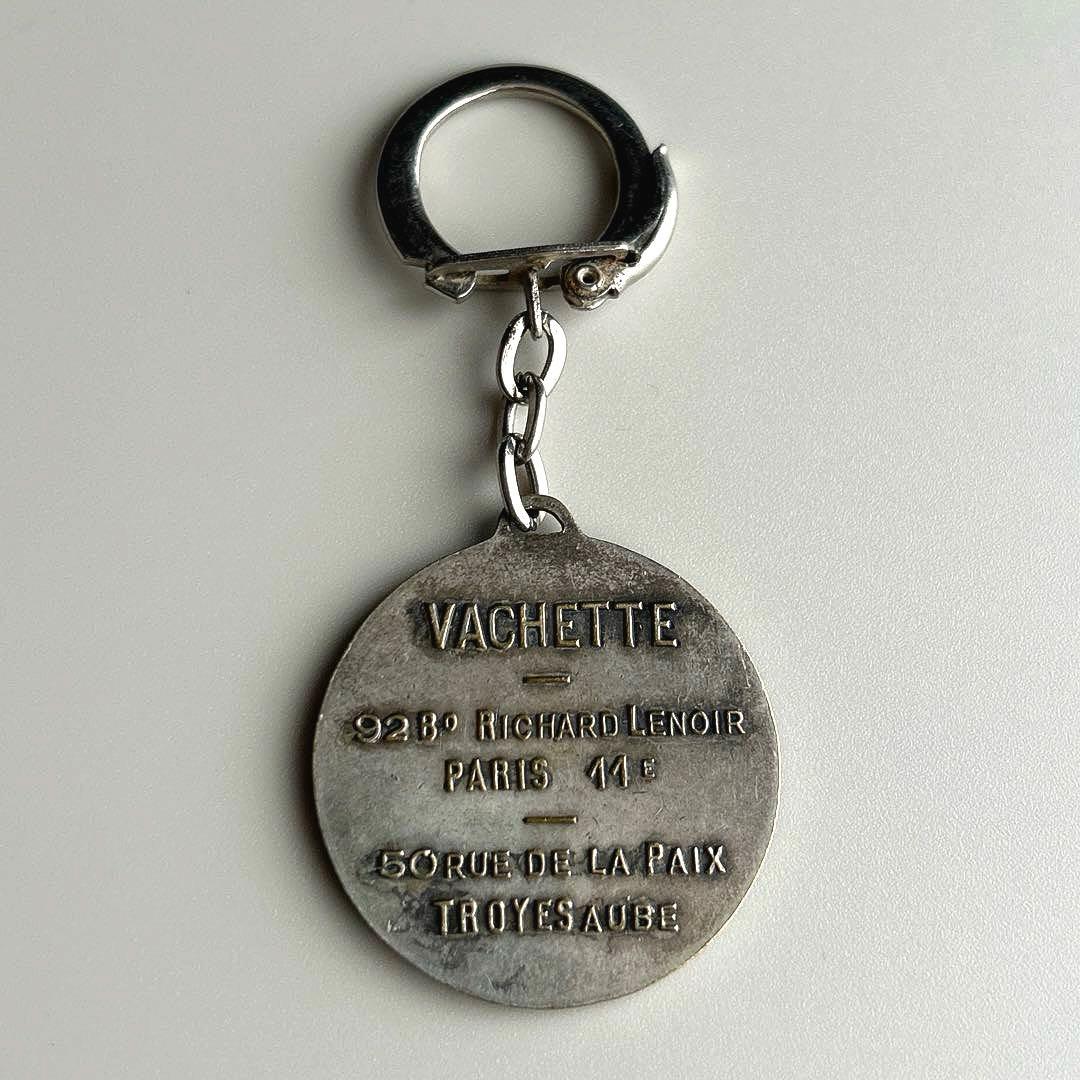 VACHETTE
92 Bᴰ RICHARD LENOIR
PARIS 11ᴱ
50 RUE DE LA PAIX
TROYES AUBE